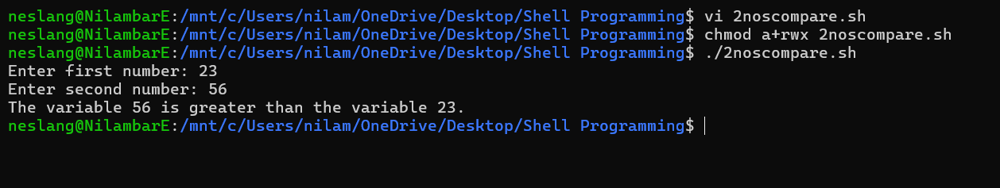 neslang@NilambarE:/mnt/c/Users/nilam/OneDrive/Desktop/Shell Programming$ vi 2noscompare.sh
neslang@NilambarE:/mnt/c/Users/nilam/OneDrive/Desktop/Shell Programming$ chmod a+rwx 2noscompare.sh
neslang@NilambarE:/mnt/c/Users/nilam/OneDrive/Desktop/Shell Programming$ ./2noscompare.sh
Enter first number: 23
Enter second number: 56
The variable 56 is greater than the variable 23.
neslang@NilambarE:/mnt/c/Users/nilam/OneDrive/Desktop/Shell Programming$